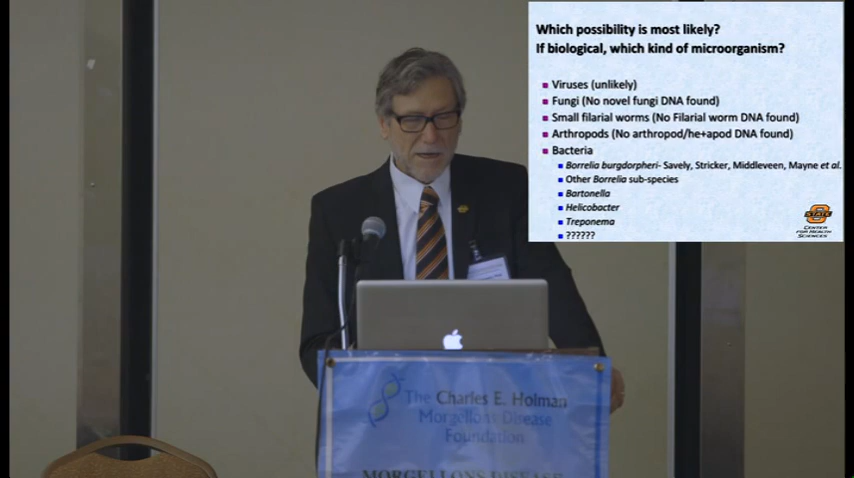 Which possibility is most likely?
If biological, which kind of microorganism?
Viruses (unlikely)
Fungi (No novel fungi DNA found)
Small filarial worms (No Filarial worm DNA found)
Arthropods (No arthropod/he+apod DNA found)
Bacteria
Borrelia burgdorpheri- Savely, Stricker, Middleveen, Mayne et al.
Other Borrelia sub-species
Bartonella
Helicobacter
Treponema
??????
STATE
CENTER
FOR HEALTH
SCIENCES
The Charles E. Holman
Morgellons Disease
Foundation
MORGELLONS DISEASE